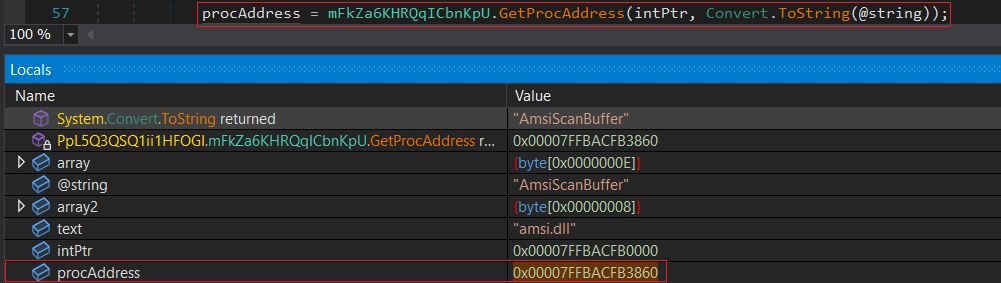 57 procAddress = mFkZa6KHRQqICbnKpU.GetProcAddress(intPtr, Convert.ToString(@string));
100 %
Locals
Name Value
System.Convert.ToString returned "AmsiScanBuffer"
PpL5Q3QSQ1ii1HFOGl.mFkZa6KHRQqICbnKpU.GetProcAddress r... 0x00007FFBACFB3860
array {byte[0x0000000E]}
@string "AmsiScanBuffer"
array2 {byte[0x00000008]}
text "amsi.dll"
intPtr 0x00007FFBACFB0000
procAddress 0x00007FFBACFB3860